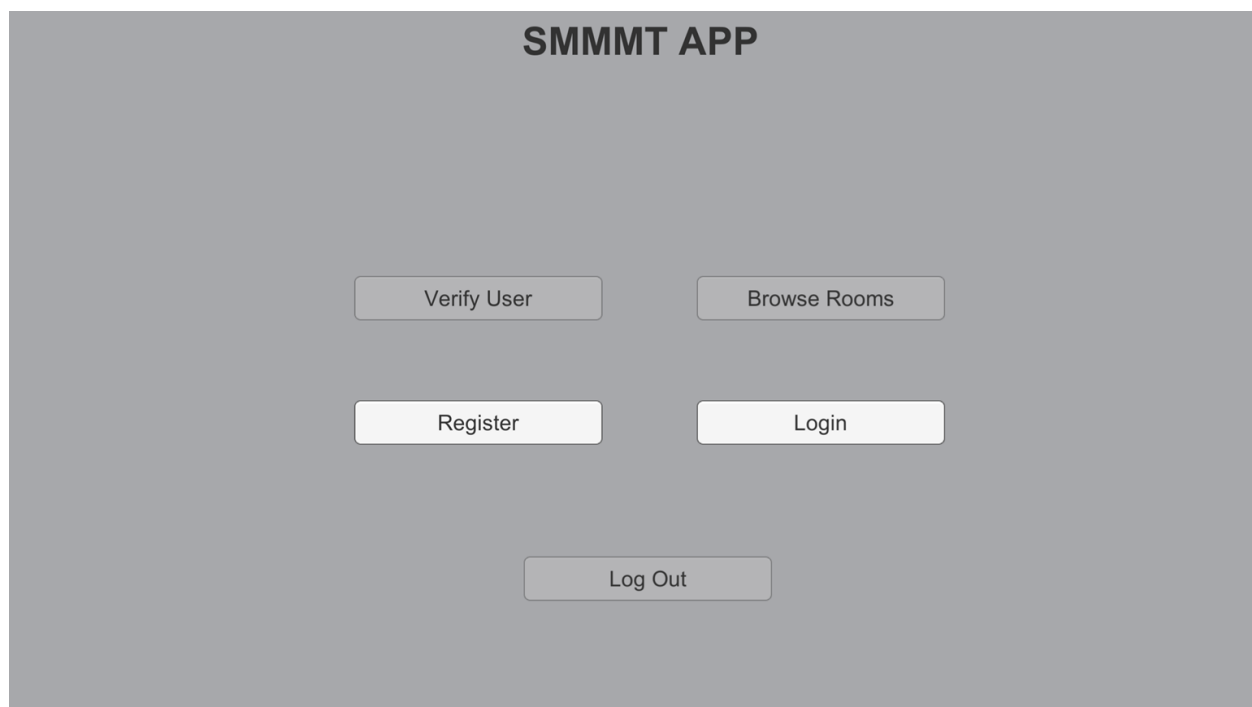 SMMMT APP
Verify User
Browse Rooms
Register
Login
Log Out